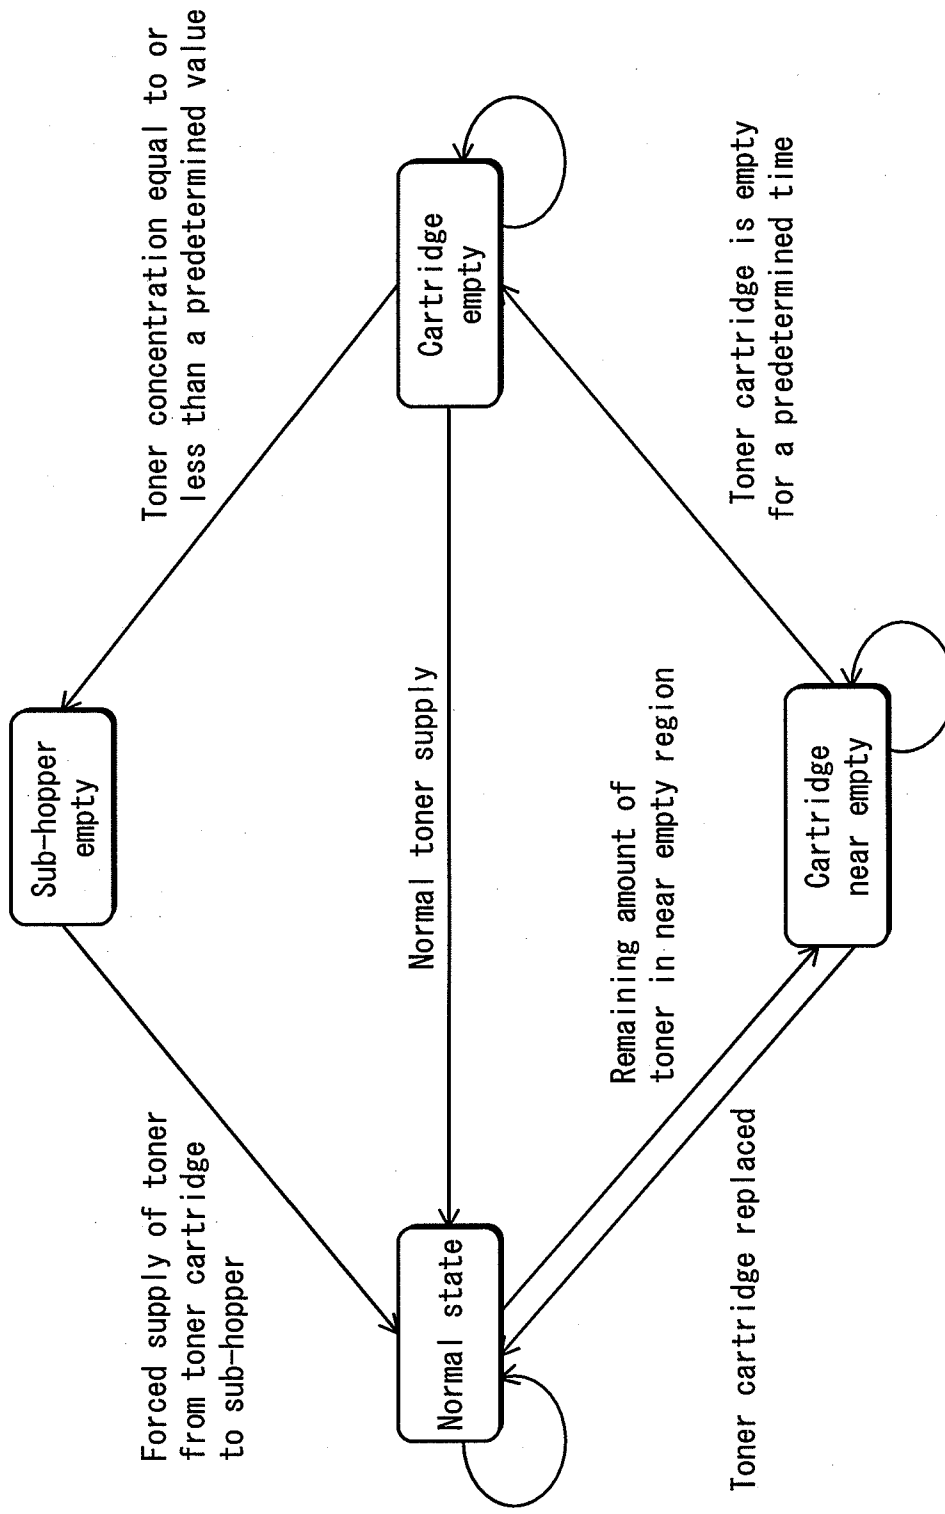 Forced supply of toner
from toner cartridge
to sub-hopper
Sub-hopper
empty
Toner concentration equal to or
less than a predetermined value
Normal state
Normal toner supply
Cartridge
empty
Remaining amount of
toner in near empty region
Toner cartridge replaced
Cartridge
near empty
Toner cartridge is empty
for a predetermined time